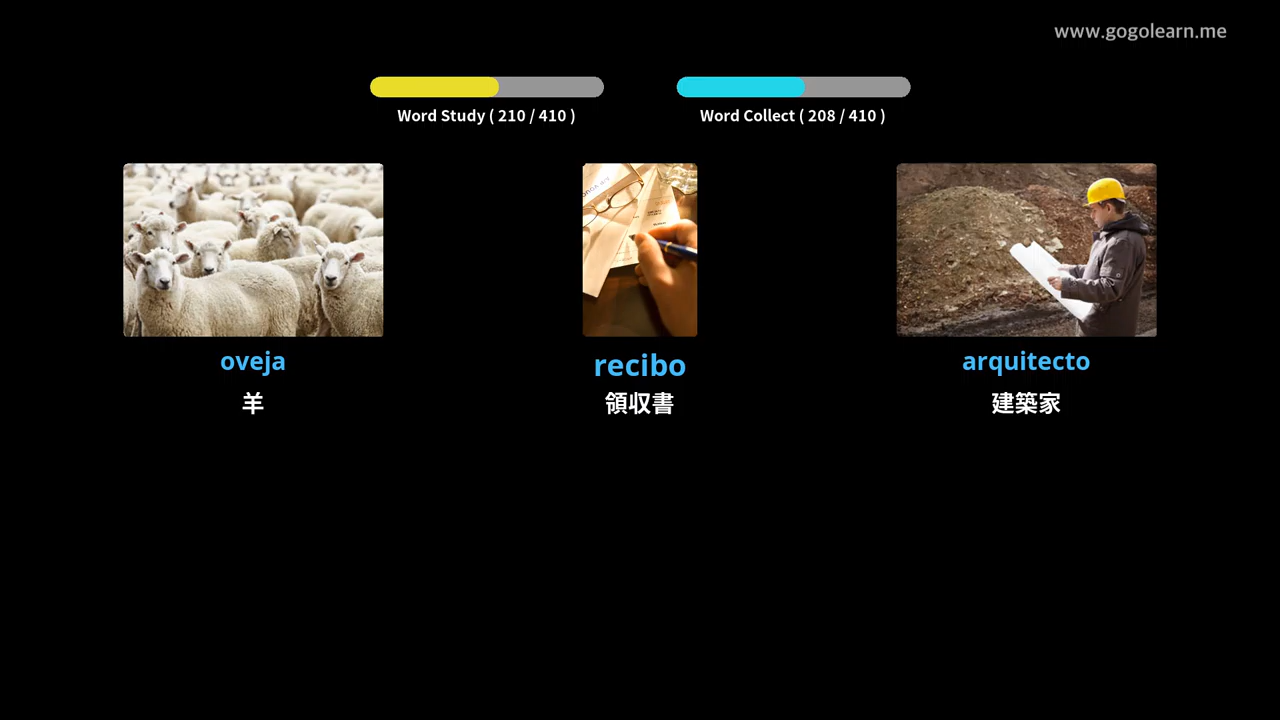 www.gogolearn.me
Word Study ( 210 / 410 )
Word Collect ( 208 / 410 )
oveja
羊
recibo
領収書
arquitecto
建築家